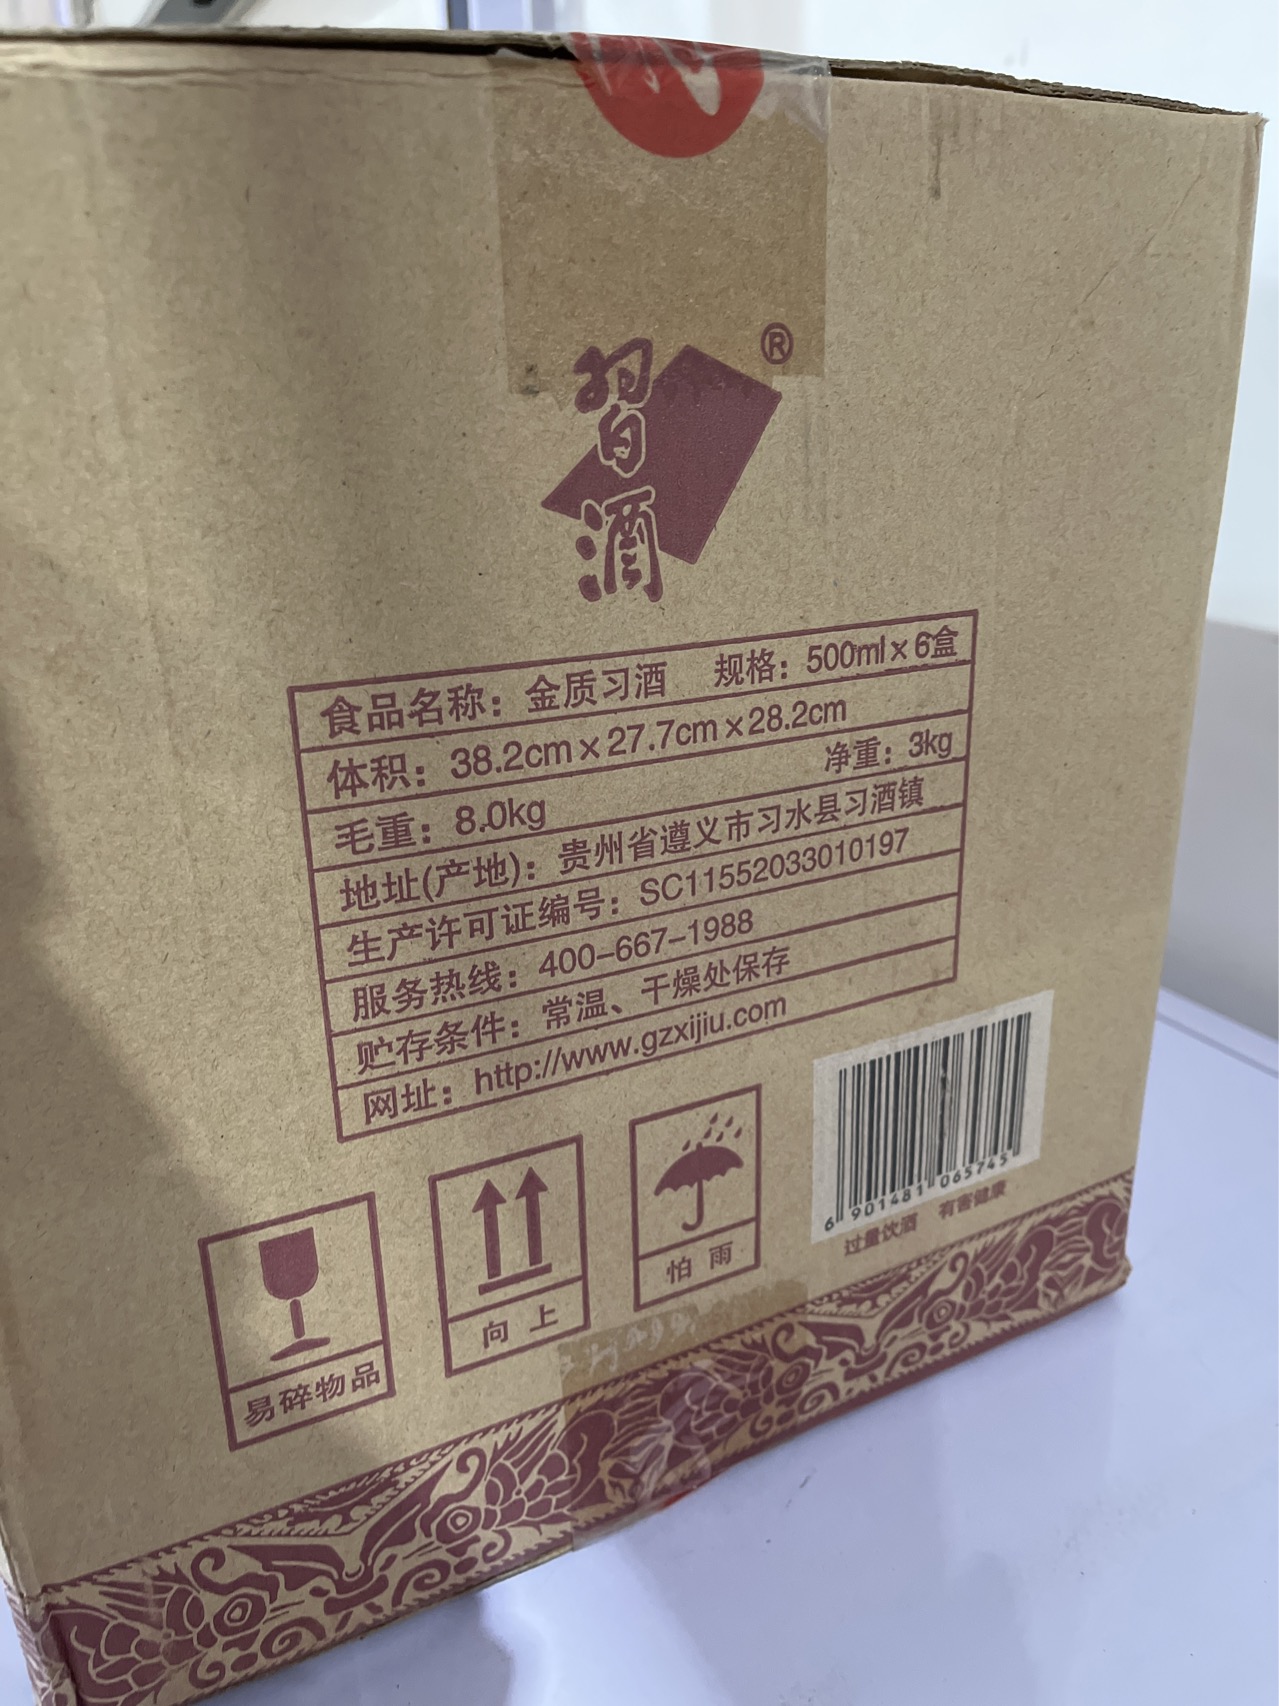 習酒®
食品名称：金质习酒 规格：500ml×6盒
体积：38.2cm×27.7cm×28.2cm
毛重：8.0kg 净重：3kg
地址(产地)：贵州省遵义市习水县习酒镇
生产许可证编号：SC11552033010197
服务热线：400-667-1988
贮存条件：常温、干燥处保存
网址：http://www.gzxijiu.com
易碎物品
向上
怕雨
6 901481 065745
过量饮酒 有害健康